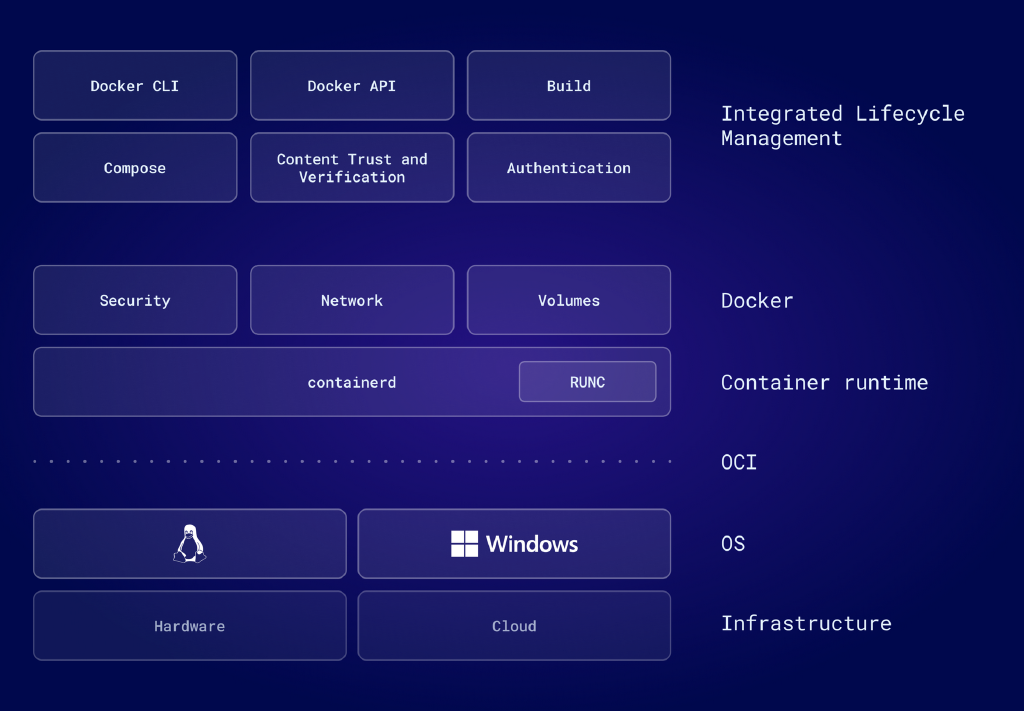 Docker CLI
Docker API
Build
Integrated Lifecycle
Management
Compose
Content Trust and
Verification
Authentication
Security
Network
Volumes
Docker
containerd
RUNC
Container runtime
OCI
Windows
OS
Hardware
Cloud
Infrastructure